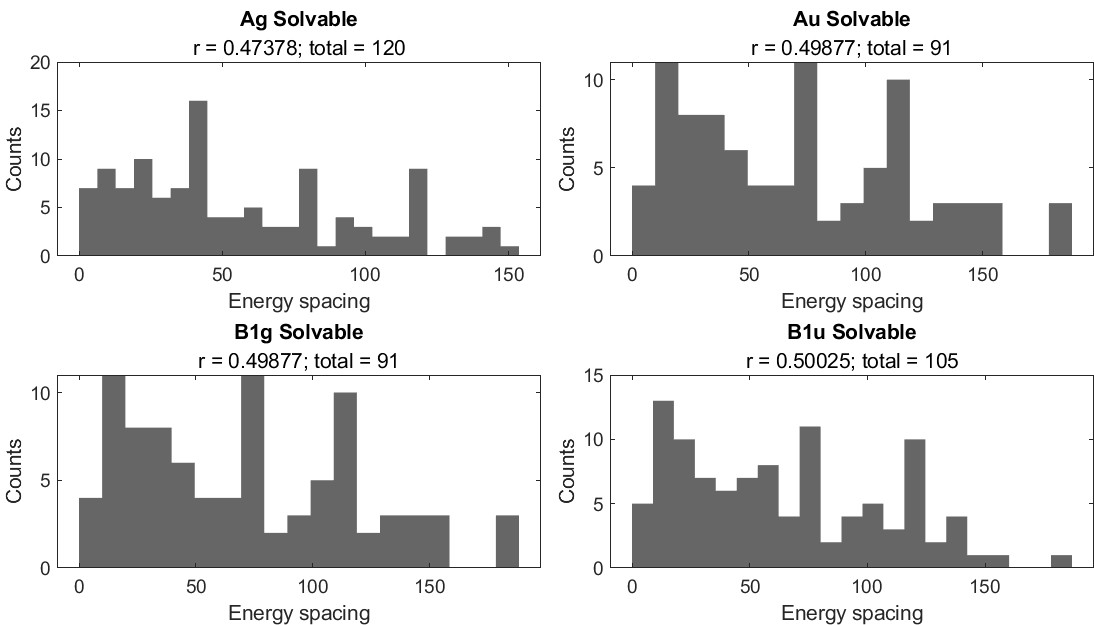 Ag Solvable
r = 0.47378; total = 120
20
15
10
5
0
Counts
0 50 100 150
Energy spacing
Au Solvable
r = 0.49877; total = 91
10
5
0
Counts
0 50 100 150
Energy spacing
B1g Solvable
r = 0.49877; total = 91
10
5
0
Counts
0 50 100 150
Energy spacing
B1u Solvable
r = 0.50025; total = 105
15
10
5
0
Counts
0 50 100 150
Energy spacing